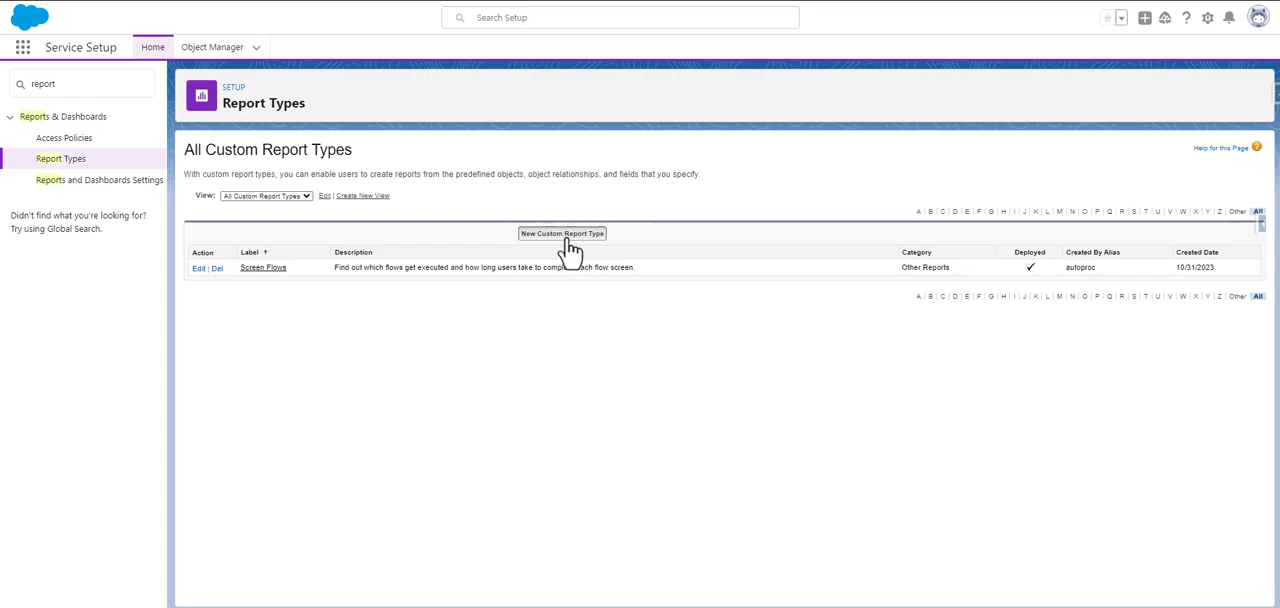 Search Setup
Service Setup
Home
Object Manager
report
Reports & Dashboards
Access Policies
Report Types
Reports and Dashboards Settings
Didn't find what you're looking for?
Try using Global Search.
SETUP
Report Types
All Custom Report Types
Help for this Page ?
With custom report types, you can enable users to create reports from the predefined objects, object relationships, and fields that you specify.
View: All Custom Report Types Edit | Create New View
A | B | C | D | E | F | G | H | I | J | K | L | M | N | O | P | Q | R | S | T | U | V | W | X | Y | Z | Other All
New Custom Report Type
Action Label ↑ Description Category Deployed Created By Alias Created Date
Edit | Del Screen Flows Find out which flows get executed and how long users take to each flow screen. Other Reports ✓ autoproc 10/31/2023
A | B | C | D | E | F | G | H | I | J | K | L | M | N | O | P | Q | R | S | T | U | V | W | X | Y | Z | Other All